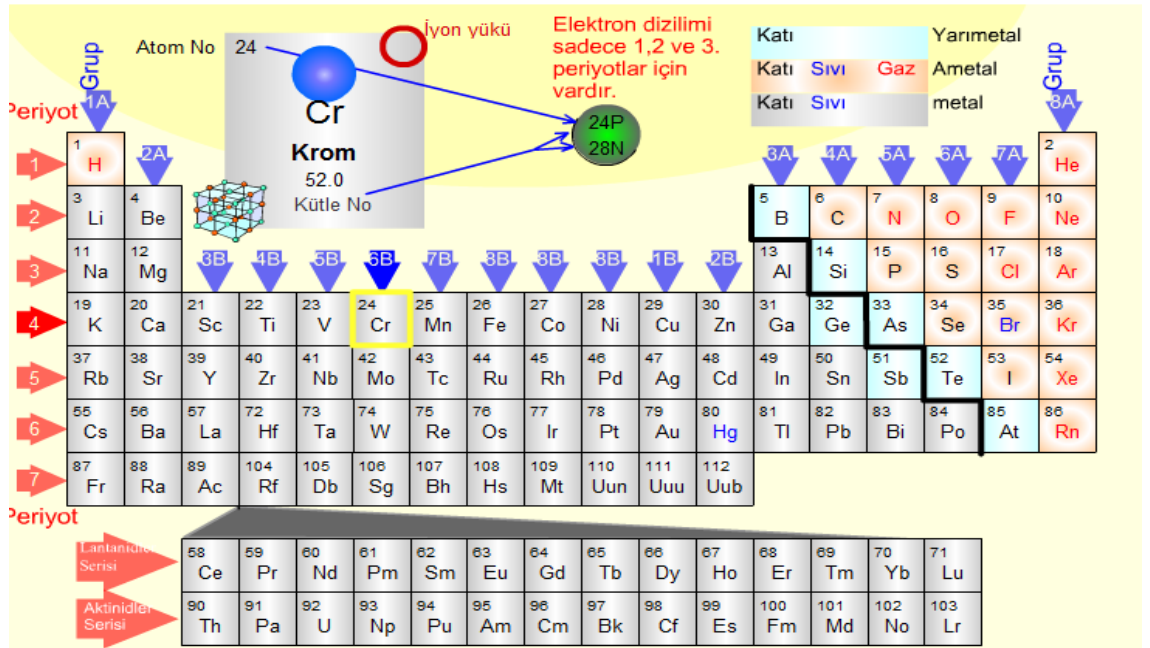 Atom No 24
İyon yükü
Elektron dizilimi
sadece 1,2 ve 3.
periyotlar için
vardır.
Katı Yarımetal
Katı Sıvı Gaz Ametal
Katı Sıvı metal
Grup
Grup
Cr
Krom
52.0
Kütle No
24P
28N
Periyot
1A
8A
2A
3A 4A 5A 6A 7A
3B 4B 5B 6B 7B 8B 8B 8B 1B 2B
1
1 H
2 He
2
3 Li
4 Be
5 B
6 C
7 N
8 O
9 F
10 Ne
3
11 Na
12 Mg
13 Al
14 Si
15 P
16 S
17 Cl
18 Ar
4
19 K
20 Ca
21 Sc
22 Ti
23 V
24 Cr
25 Mn
26 Fe
27 Co
28 Ni
29 Cu
30 Zn
31 Ga
32 Ge
33 As
34 Se
35 Br
36 Kr
5
37 Rb
38 Sr
39 Y
40 Zr
41 Nb
42 Mo
43 Tc
44 Ru
45 Rh
46 Pd
47 Ag
48 Cd
49 In
50 Sn
51 Sb
52 Te
53 I
54 Xe
6
55 Cs
56 Ba
57 La
72 Hf
73 Ta
74 W
75 Re
76 Os
77 Ir
78 Pt
79 Au
80 Hg
81 Tl
82 Pb
83 Bi
84 Po
85 At
86 Rn
7
87 Fr
88 Ra
89 Ac
104 Rf
105 Db
106 Sg
107 Bh
108 Hs
109 Mt
110 Uun
111 Uuu
112 Uub
Periyot
Lantanidler
Serisi
58 Ce
59 Pr
60 Nd
61 Pm
62 Sm
63 Eu
64 Gd
65 Tb
66 Dy
67 Ho
68 Er
69 Tm
70 Yb
71 Lu
Aktinidler
Serisi
90 Th
91 Pa
92 U
93 Np
94 Pu
95 Am
96 Cm
97 Bk
98 Cf
99 Es
100 Fm
101 Md
102 No
103 Lr